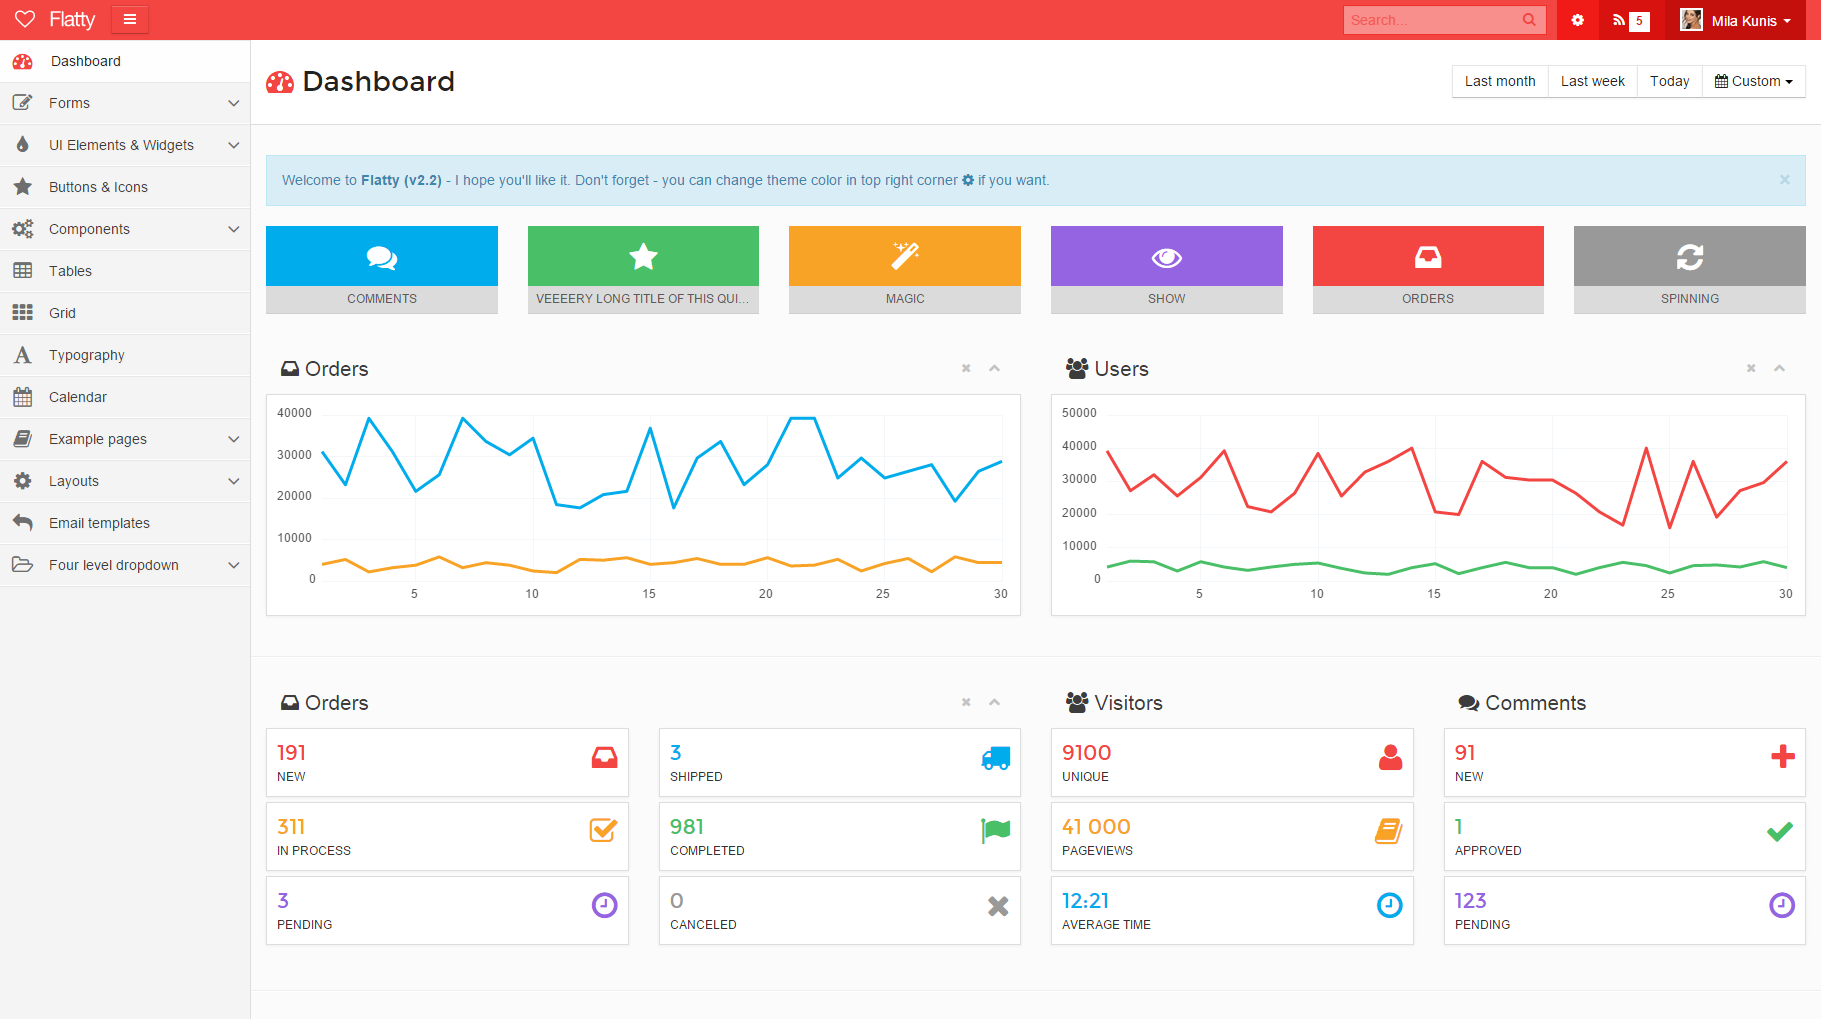 Flatty
Search...
5
Mila Kunis
Dashboard
Forms
UI Elements & Widgets
Buttons & Icons
Components
Tables
Grid
Typography
Calendar
Example pages
Layouts
Email templates
Four level dropdown
Dashboard
Last month
Last week
Today
Custom
Welcome to Flatty (v2.2) - I hope you'll like it. Don't forget - you can change theme color in top right corner if you want.
COMMENTS
VEEEERY LONG TITLE OF THIS QUI...
MAGIC
SHOW
ORDERS
SPINNING
Orders
40000
30000
20000
10000
0
5 10 15 20 25 30
Users
50000
40000
30000
20000
10000
0
5 10 15 20 25 30
Orders
191
NEW
3
SHIPPED
311
IN PROCESS
981
COMPLETED
3
PENDING
0
CANCELED
Visitors
9100
UNIQUE
41 000
PAGEVIEWS
12:21
AVERAGE TIME
Comments
91
NEW
1
APPROVED
123
PENDING